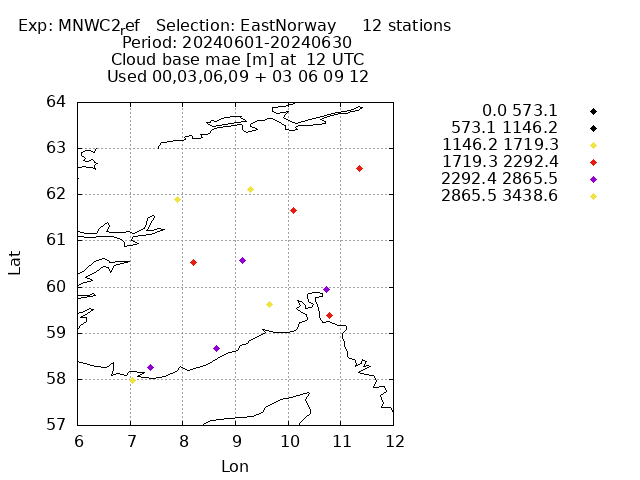 Exp: MNWC2ref Selection: EastNorway 12 stations
Period: 20240601-20240630
Cloud base mae [m] at 12 UTC
Used 00,03,06,09 + 03 06 09 12
0.0 573.1
573.1 1146.2
1146.2 1719.3
1719.3 2292.4
2292.4 2865.5
2865.5 3438.6
64
63
62
61
60
59
58
57
Lat
6 7 8 9 10 11 12
Lon